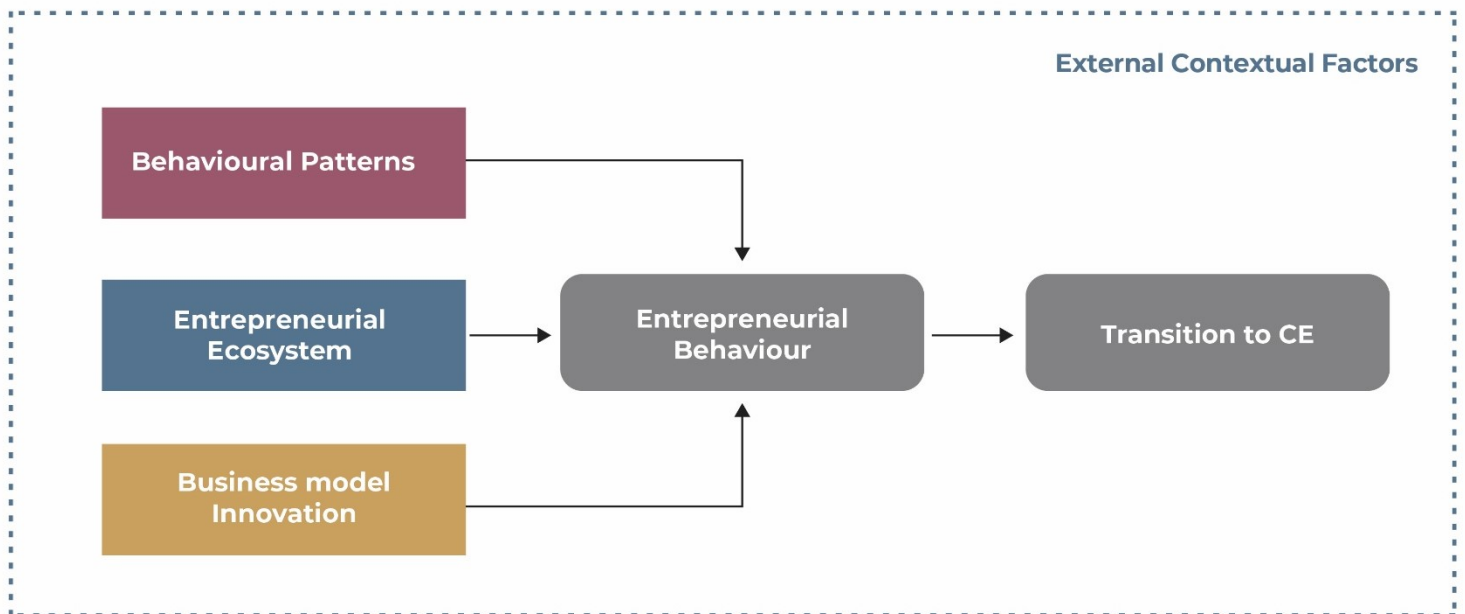 External Contextual Factors
Behavioural Patterns
Entrepreneurial
Ecosystem
Entrepreneurial
Behaviour
Transition to CE
Business model
Innovation